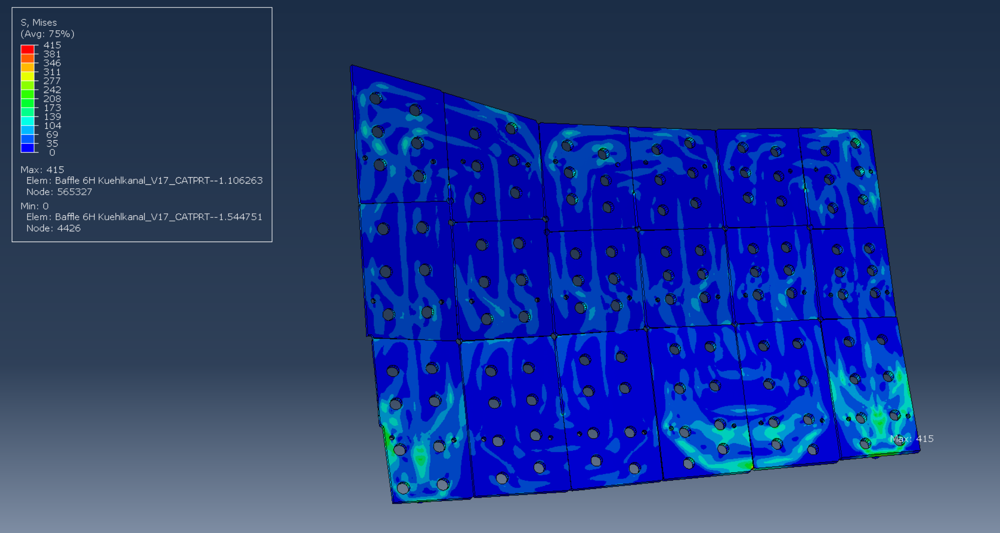 S, Mises
(Avg: 75%)
415
381
346
311
277
242
208
173
139
104
69
35
0
Max: 415
Elem: Baffle 6H Kuehlkanal_V17_CATPRT--1.106263
Node: 565327
Min: 0
Elem: Baffle 6H Kuehlkanal_V17_CATPRT--1.544751
Node: 4426
Max: 415